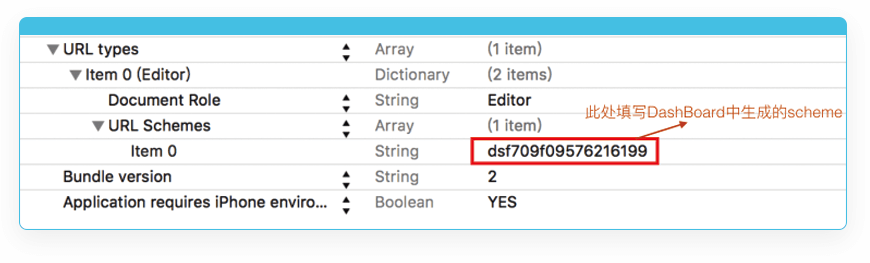 URL types Array (1 item)
Item 0 (Editor) Dictionary (2 items)
Document Role String Editor
此处填写DashBoard中生成的scheme
URL Schemes Array (1 item)
Item 0 String dsf709f09576216199
Bundle version String 2
Application requires iPhone enviro... Boolean YES